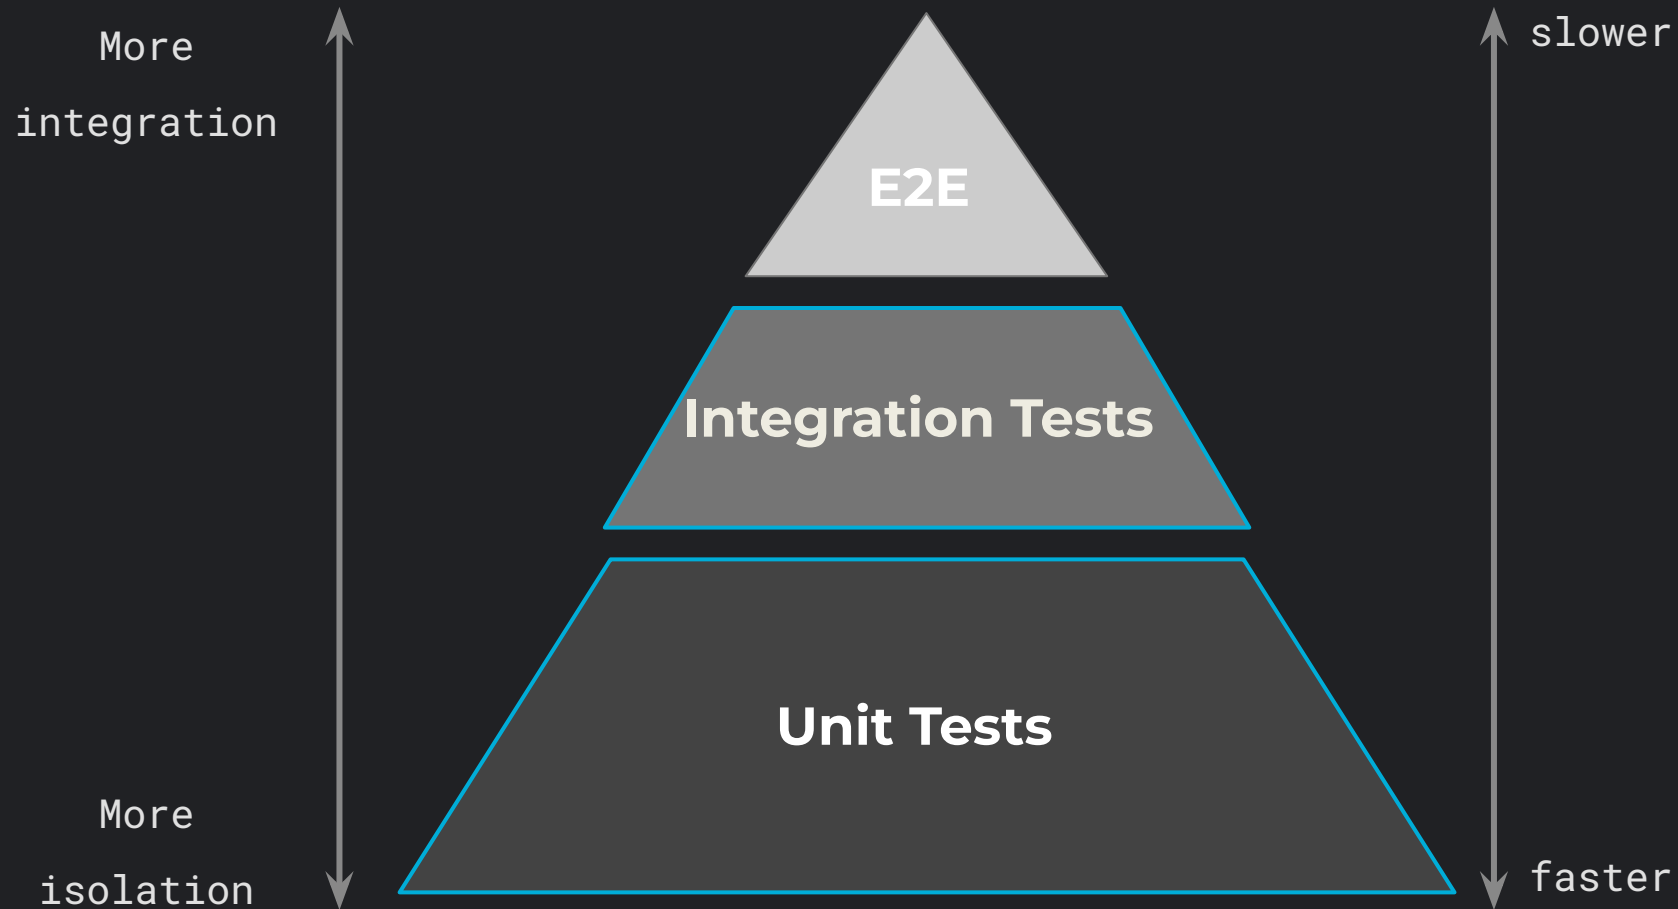 More
integration
slower
E2E
Integration Tests
Unit Tests
More
isolation
faster